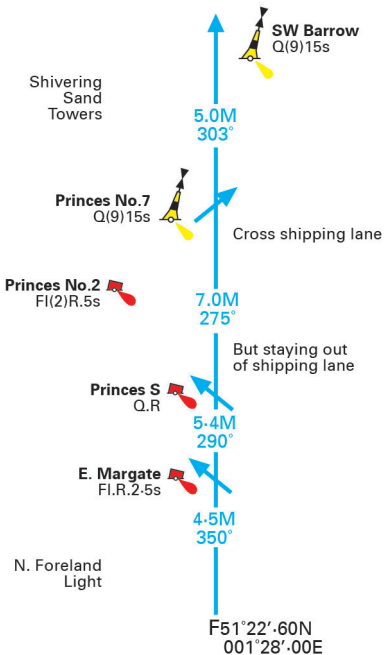 SW Barrow
Q(9)15s
Shivering
Sand
Towers
5.0M
303°
Princes No.7
Q(9)15s
Cross shipping lane
Princes No.2
Fl(2)R.5s
7.0M
275°
But staying out
of shipping lane
Princes S
Q.R
5·4M
290°
E. Margate
Fl.R.2·5s
4·5M
350°
N. Foreland
Light
F51°22'·60N
001°28'·00E